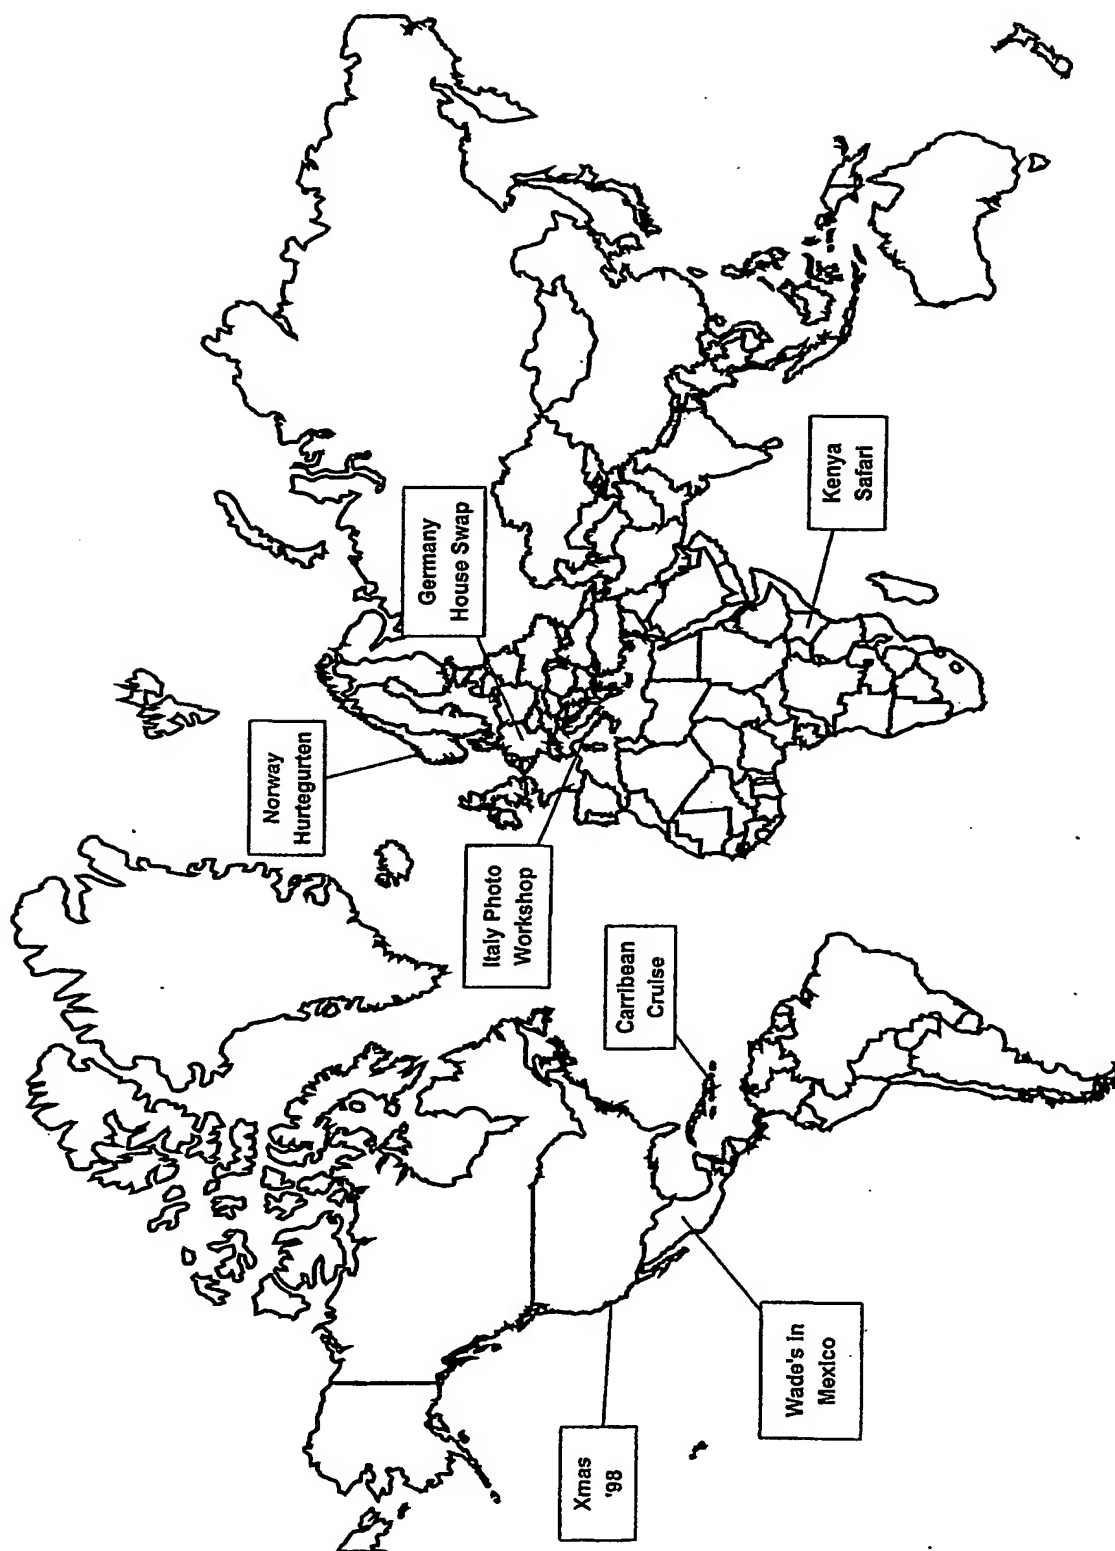 Norway
Hurtegurten
Germany
House Swap
Italy Photo
Workshop
Kenya
Safari
Carribean
Cruise
Xmas
'98
Wade's in
Mexico